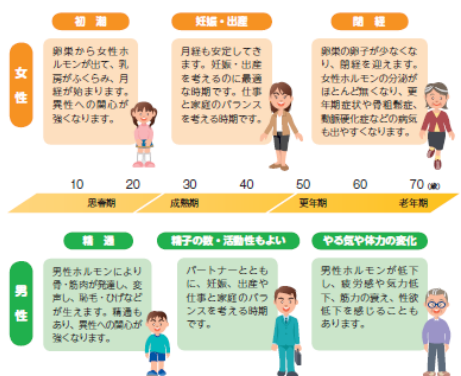 初 潮
妊娠・出産
閉 経
女性
卵巣から女性ホ
ルモンが出て、乳
房がふくらみ、月
経が始まります。
異性への関心が
強くなります。
月経も安定してき
ます。妊娠・出産
を考えるのに最適
な時期です。仕事
と家庭のバランス
を考える時期です。
卵巣の卵子が少なくな
り、閉経を迎えます。
女性ホルモンの分泌が
ほとんど無くなり、更
年期症状や骨粗鬆症、
動脈硬化症などの病気
も出やすくなります。
10 20 30 40 50 60 70 (歳)
思春期 成熟期 更年期 老年期
精 通
精子の数・活動性もよい
やる気や体力の変化
男性
男性ホルモンにより
骨・筋肉が発達し、変
声し、恥毛・ひげなど
が生えます。精通も
あり、異性への関心が
強くなります。
パートナーととも
に、妊娠、出産や
仕事と家庭のバラ
ンスを考える時期
です。
男性ホルモンが低下
し、疲労感や気力低
下、筋力の衰え、性欲
低下を感じることも
あります。